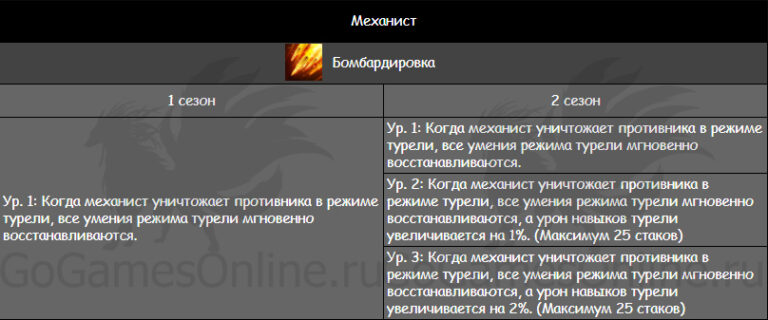 Механист
Бомбардировка
1 сезон
2 сезон
Ур. 1: Когда механист уничтожает противника в режиме
турели, все умения режима турели мгновенно
восстанавливаются.
Ур. 1: Когда механист уничтожает противника в режиме
турели, все умения режима турели мгновенно
восстанавливаются.
Ур. 2: Когда механист уничтожает противника в
режиме турели, все умения режима турели мгновенно
восстанавливаются, а урон навыков турели
увеличивается на 1%. (Максимум 25 стаков)
Ур. 3: Когда механист уничтожает противника в
режиме турели, все умения режима турели мгновенно
восстанавливаются, а урон навыков турели
увеличивается на 2%. (Максимум 25 стаков)
GoGamesOnline.ru